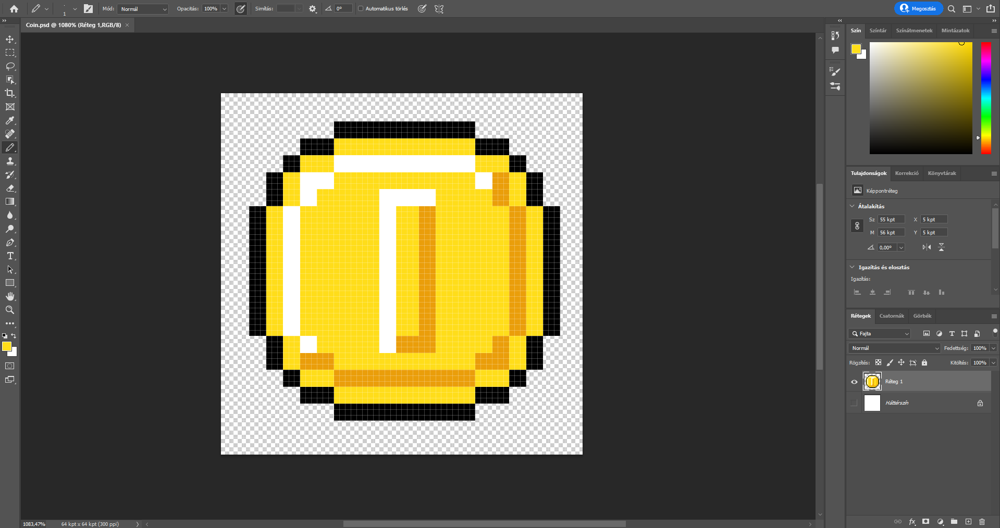 1
Mód: Normál
Opacitás: 100%
Simítás:
0°
Automatikus törlés
Megosztás
Coin.psd @ 1080% (Réteg 1,RGB/8) ×
Szín Színtár Színátmenetek Mintázatok
Tulajdonságok Korrekció Könyvtárak
Képpontréteg
Átalakítás
Sz 55 kpt X 5 kpt
M 56 kpt Y 5 kpt
0,00°
Igazítás és elosztás
Igazítás:
Rétegek Csatornák Görbék
Fajta
Normál Fedettség: 100%
Rögzítés: Kitöltés: 100%
Réteg 1
Háttérszín
fx
1083,47% 64 kpt x 64 kpt (300 ppi)